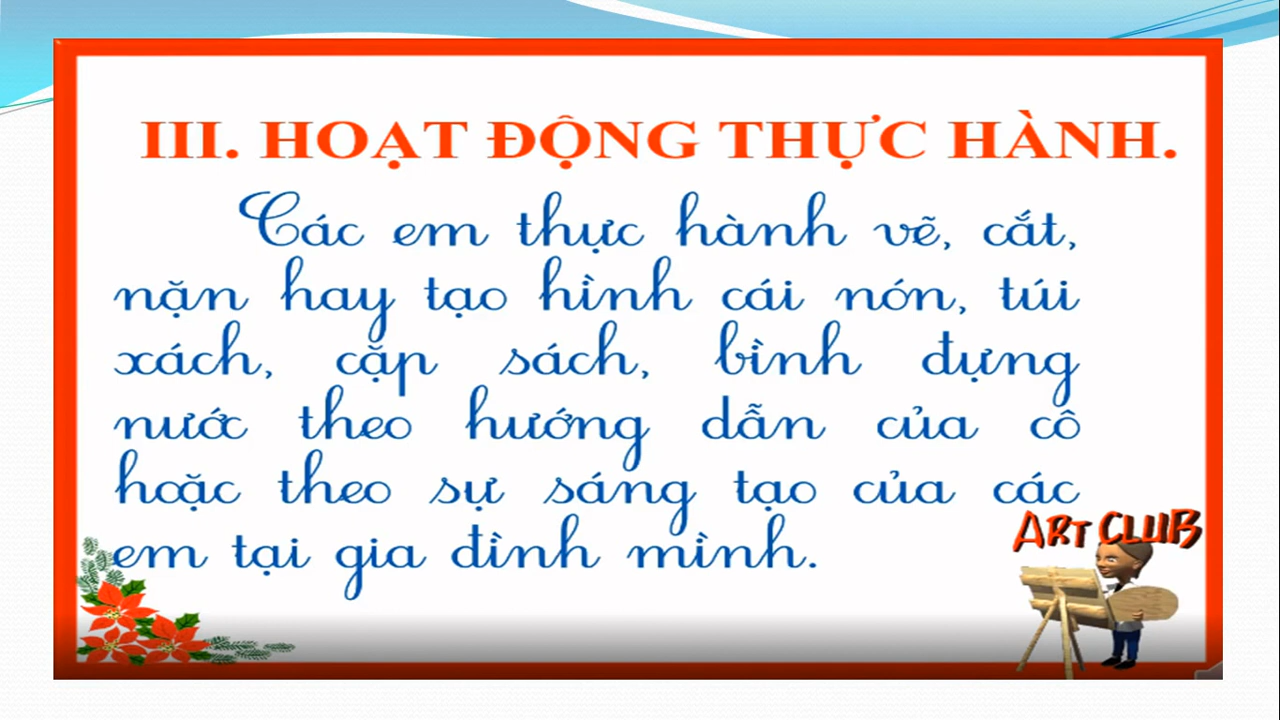 III. HOẠT ĐỘNG THỰC HÀNH.
Các em thực hành vẽ, cắt,
nặn hay tạo hình cái nón, túi
xách, cặp sách, bình đựng
nước theo hướng dẫn của cô
hoặc theo sự sáng tạo của các
em tại gia đình mình.
ART CLUB